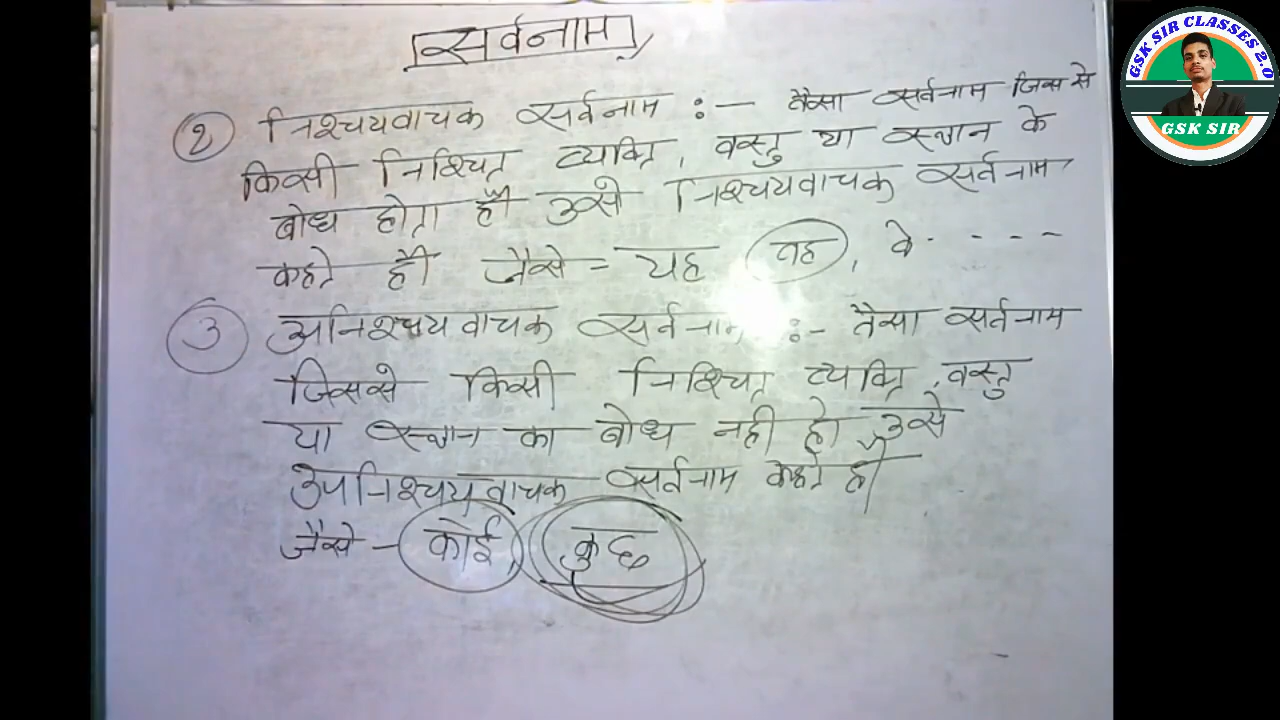 सर्वनाम
② निश्चयवाचक सर्वनाम :- वैसा सर्वनाम जिस से
किसी निश्चित व्यक्ति, वस्तु या स्थान के
बोध होता है उसे निश्चयवाचक सर्वनाम
कहते हैं जैसे - यह वह, वे - - - -
③ अनिश्चय वाचक सर्वनाम :- वैसा सर्वनाम
जिससे किसी निश्चित व्यक्ति, वस्तु
या स्थान का बोध नही हो उसे
अनिश्चयवाचक सर्वनाम कहते हैं
जैसे - कोई, कुछ
GSK SIR CLASSES 2.0
GSK SIR